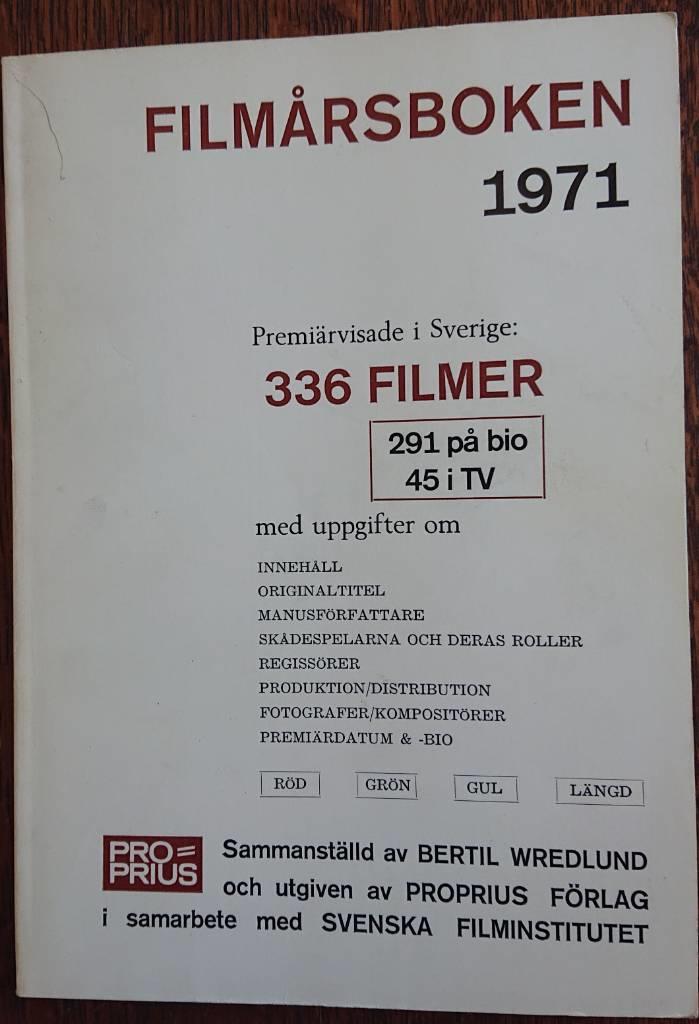 FILMÅRSBOKEN
1971
Premiärvisade i Sverige:
336 FILMER
291 på bio
45 i TV
med uppgifter om
INNEHÅLL
ORIGINALTITEL
MANUSFÖRFATTARE
SKÅDESPELARNA OCH DERAS ROLLER
REGISSÖRER
PRODUKTION/DISTRIBUTION
FOTOGRAFER/KOMPOSITÖRER
PREMIÄRDATUM & -BIO
RÖD GRÖN GUL LÄNGD
PRO=
PRIUS
Sammanställd av BERTIL WREDLUND
och utgiven av PROPRIUS FÖRLAG
i samarbete med SVENSKA FILMINSTITUTET